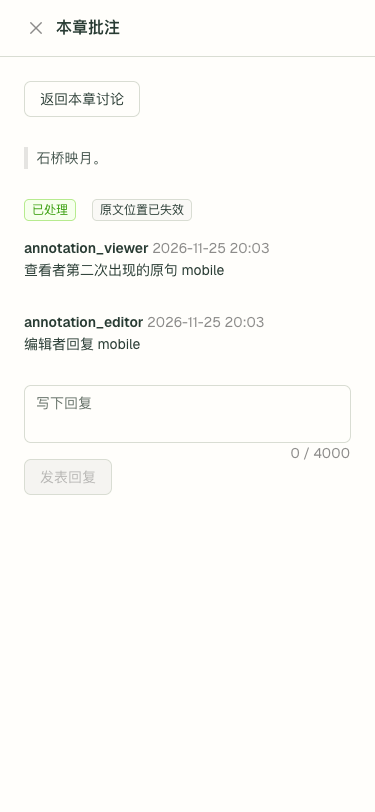 本章批注
返回本章讨论
石桥映月。
已处理 原文位置已失效
annotation_viewer 2026-11-25 20:03
查看者第二次出现的原句 mobile
annotation_editor 2026-11-25 20:03
编辑者回复 mobile
写下回复
0 / 4000
发表回复